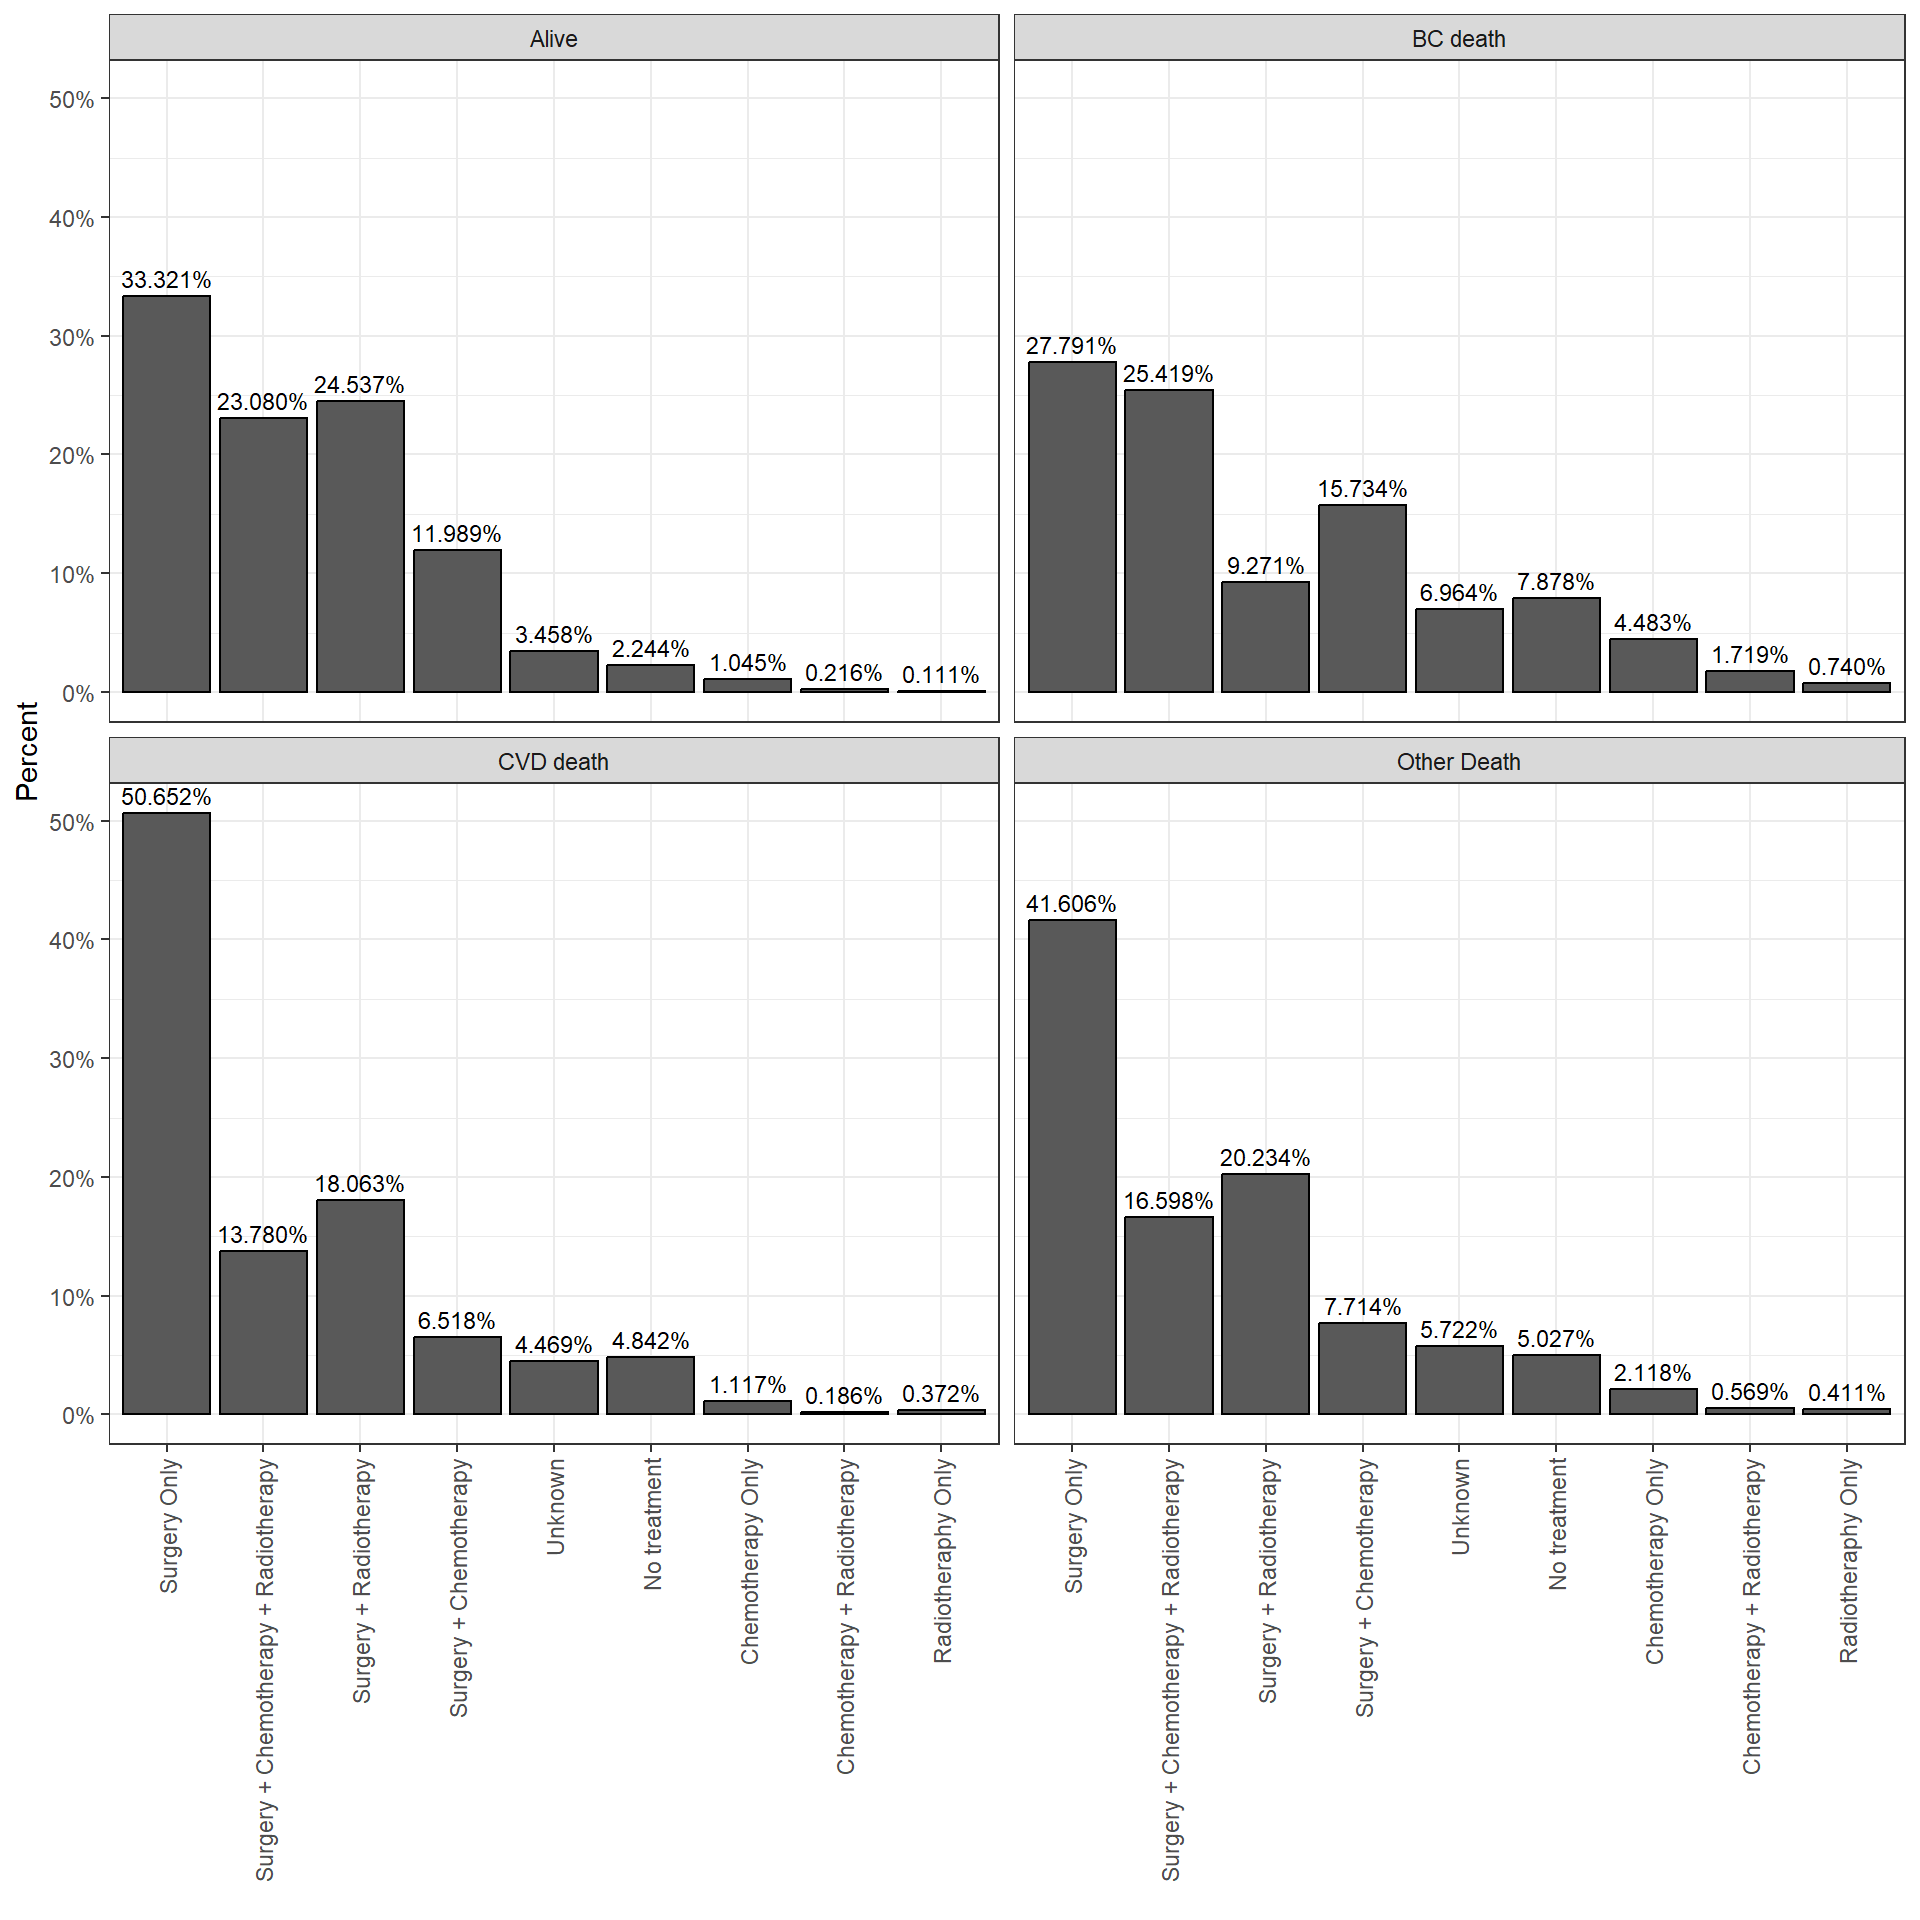 Percent
Alive
50%
40%
30%
20%
10%
0%
33.321%
23.080%
24.537%
11.989%
3.458%
2.244%
1.045%
0.216%
0.111%
BC death
27.791%
25.419%
9.271%
15.734%
6.964%
7.878%
4.483%
1.719%
0.740%
CVD death
50%
40%
30%
20%
10%
0%
50.652%
13.780%
18.063%
6.518%
4.469%
4.842%
1.117%
0.186%
0.372%
Other Death
41.606%
16.598%
20.234%
7.714%
5.722%
5.027%
2.118%
0.569%
0.411%
Surgery Only
Surgery + Chemotherapy + Radiotherapy
Surgery + Radiotherapy
Surgery + Chemotherapy
Unknown
No treatment
Chemotherapy Only
Chemotherapy + Radiotherapy
Radiotheraphy Only
Surgery Only
Surgery + Chemotherapy + Radiotherapy
Surgery + Radiotherapy
Surgery + Chemotherapy
Unknown
No treatment
Chemotherapy Only
Chemotherapy + Radiotherapy
Radiotheraphy Only